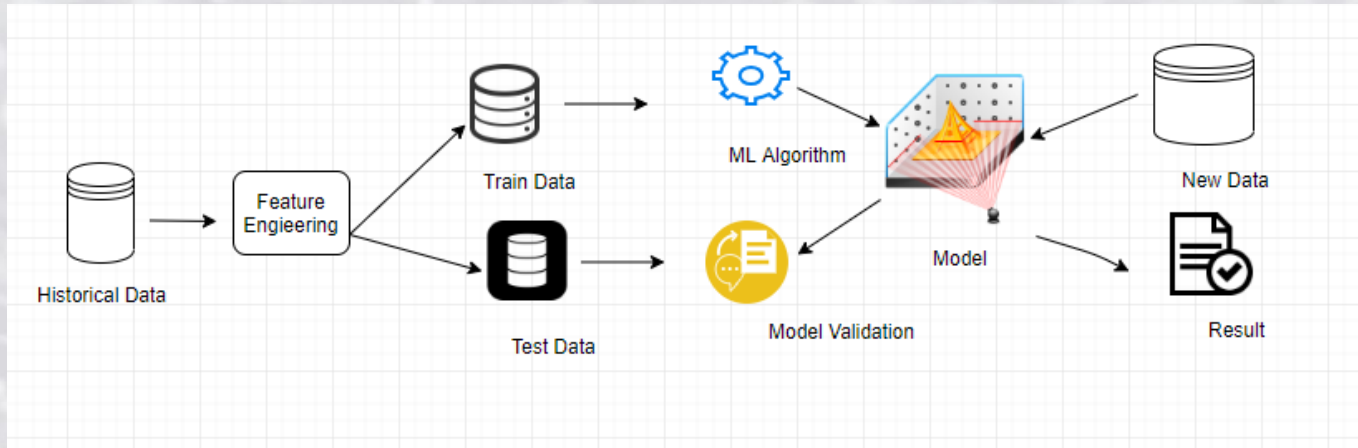 Historical Data
Feature
Engieering
Train Data
Test Data
ML Algorithm
Model Validation
Model
New Data
Result